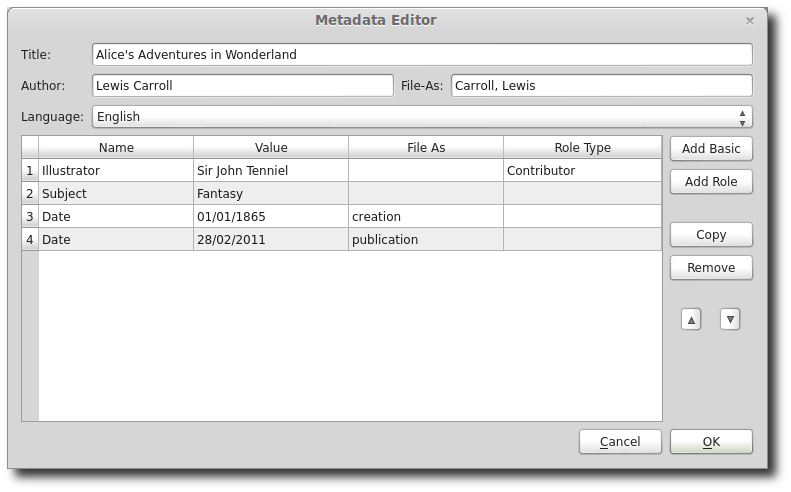 Metadata Editor
Title: Alice's Adventures in Wonderland
Author: Lewis Carroll File-As: Carroll, Lewis
Language: English
Name Value File As Role Type
1 Illustrator Sir John Tenniel Contributor
2 Subject Fantasy
3 Date 01/01/1865 creation
4 Date 28/02/2011 publication
Add Basic
Add Role
Copy
Remove
Cancel OK